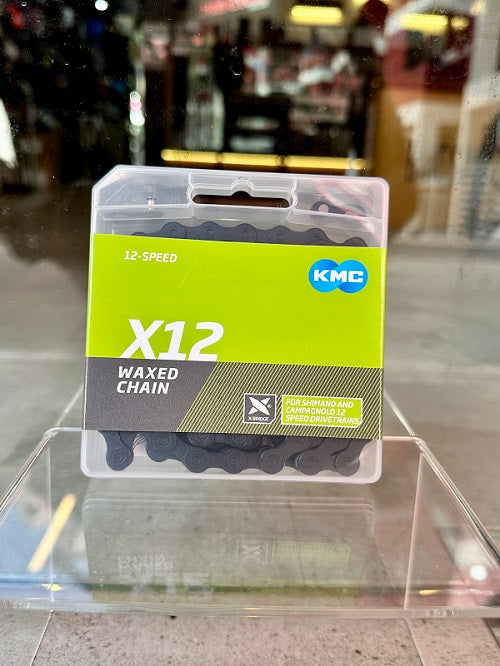 12-SPEED
KMC
X12
WAXED
CHAIN
X-BRIDGE
FOR SHIMANO AND
CAMPAGNOLO 12
SPEED DRIVETRAINS